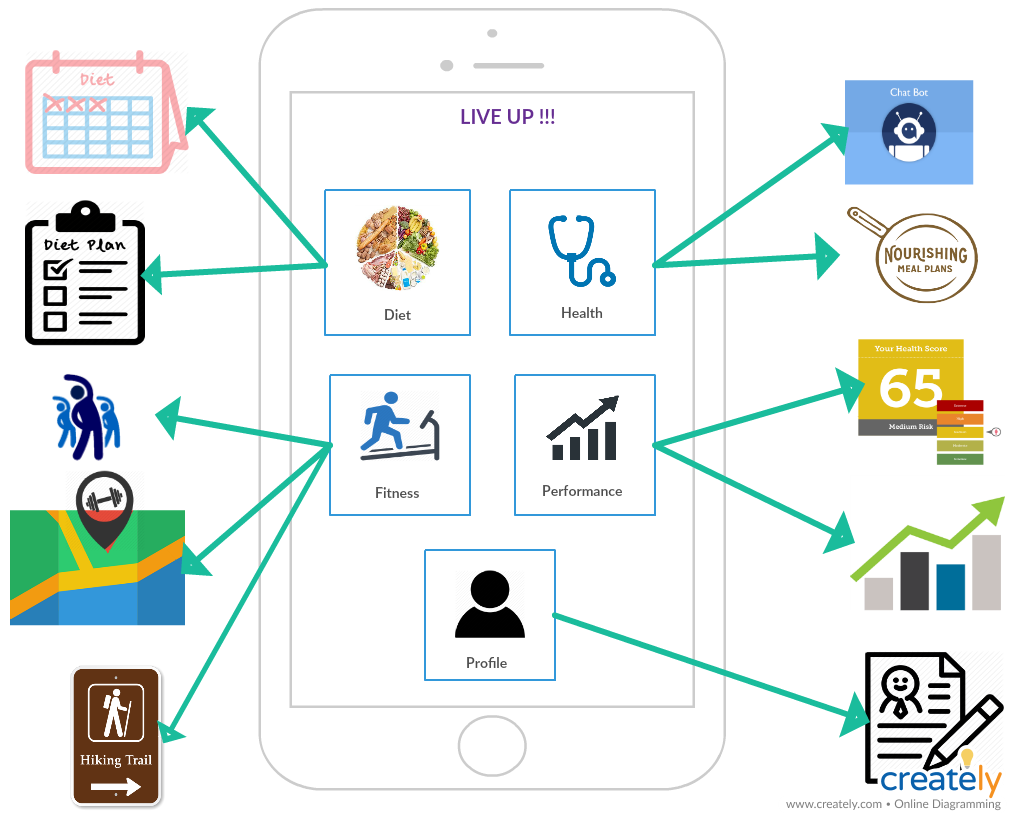 LIVE UP !!!
Diet
Diet Plan
Hiking Trail
Diet
Health
Fitness
Performance
Profile
Chat Bot
NOURISHING
MEAL PLANS
Your Health Score
65
Medium Risk
creately
www.creately.com • Online Diagramming